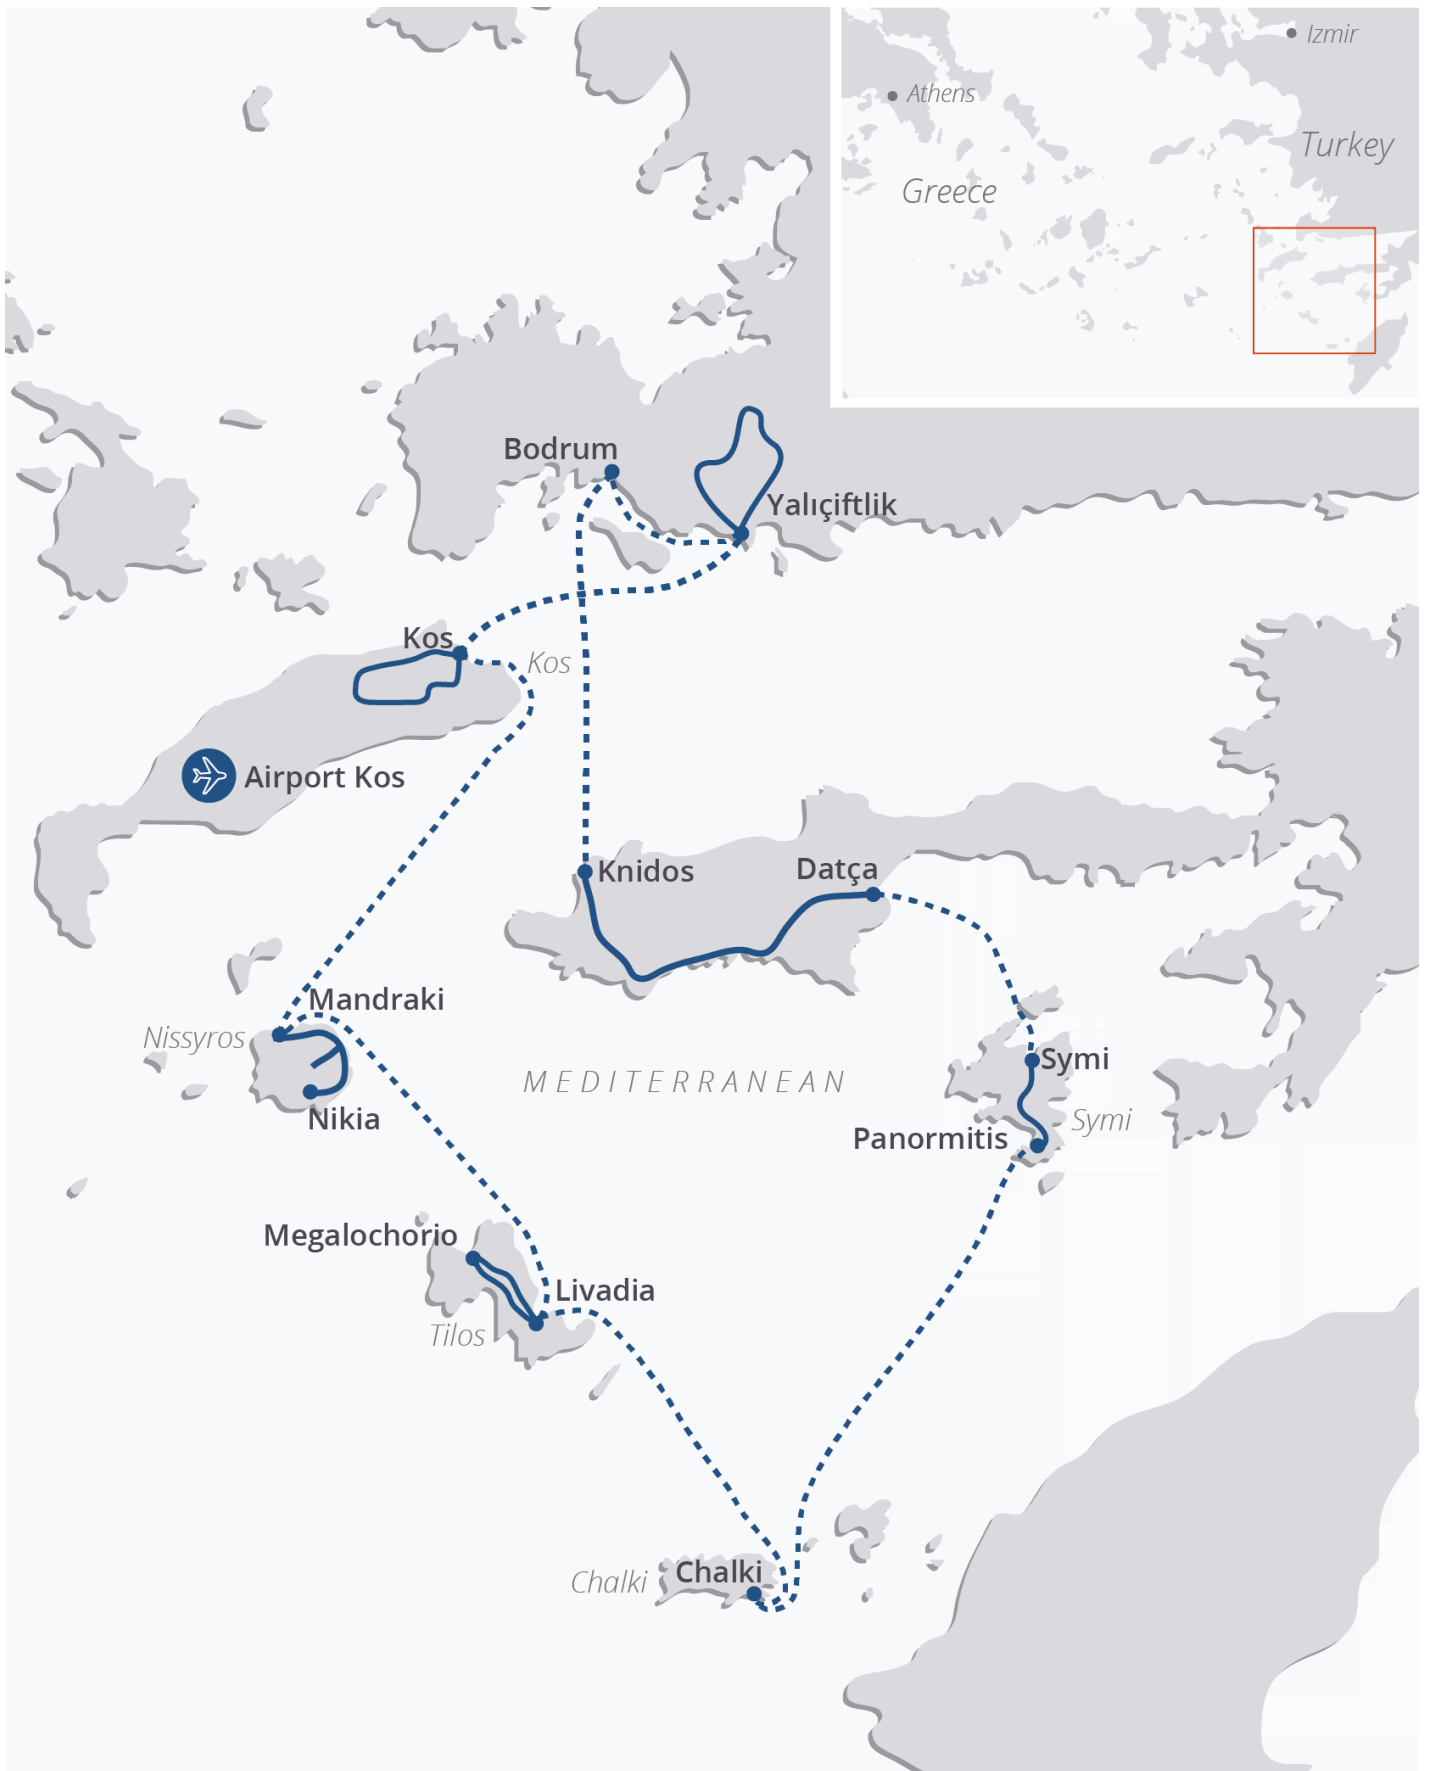 Izmir
Athens
Turkey
Greece
Bodrum
Yalıçiftlik
Kos
Kos
Airport Kos
Knidos
Datça
Mandraki
Nissyros
MEDITERRANEAN
Symi
Nikia
Symi
Panormitis
Megalochorio
Livadia
Tilos
Chalki
Chalki